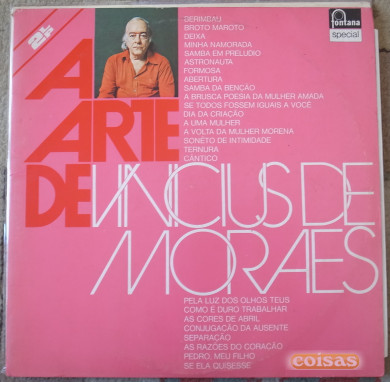 2LP
fontana
special
BERIMBAU
BROTO MAROTO
DEIXA
MINHA NAMORADA
SAMBA EM PRELÚDIO
ASTRONAUTA
FORMOSA
ABERTURA
SAMBA DA BENÇÃO
A BRUSCA POESIA DA MULHER AMADA
SE TODOS FOSSEM IGUAIS A VOCÊ
DIA DA CRIAÇÃO
A UMA MULHER
A VOLTA DA MULHER MORENA
SONETO DE INTIMIDADE
TERNURA
CÂNTICO
A
ARTE
DE VINICIUS DE
MORAES
PELA LUZ DOS OLHOS TEUS
COMO É DURO TRABALHAR
AS CORES DE ABRIL
CONJUGAÇÃO DA AUSENTE
SEPARAÇÃO
AS RAZÕES DO CORAÇÃO
PEDRO, MEU FILHO
SE ELA QUISESSE
coisas